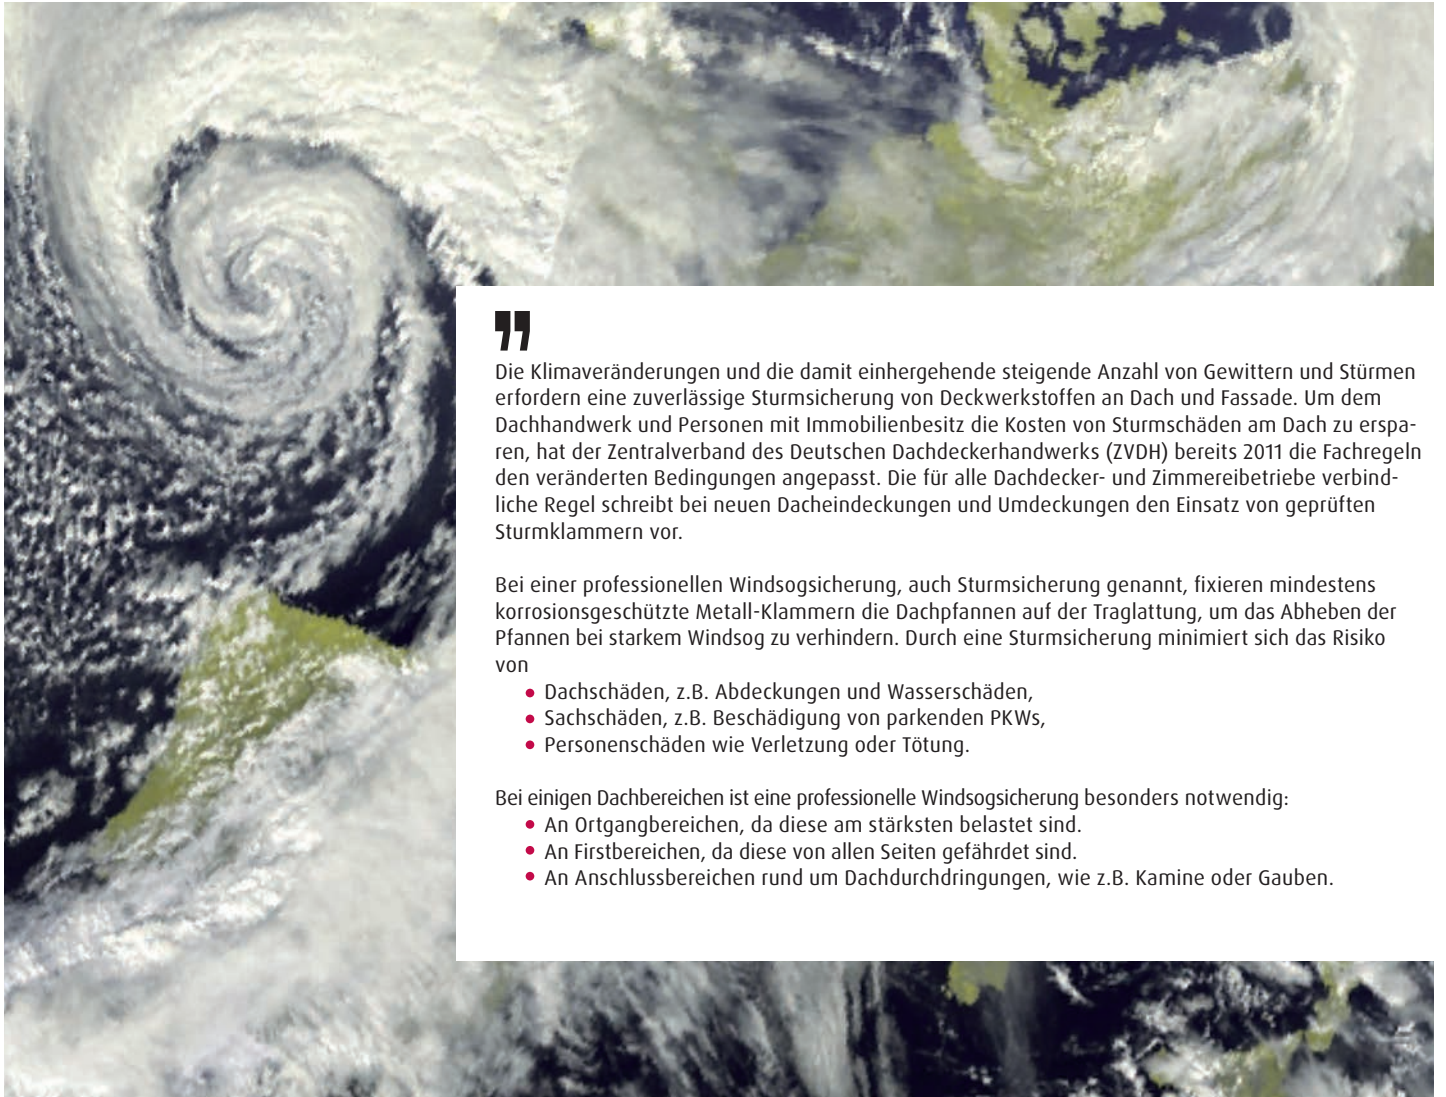 "
Die Klimaveränderungen und die damit einhergehende steigende Anzahl von Gewittern und Stürmen
erfordern eine zuverlässige Sturmsicherung von Deckwerkstoffen an Dach und Fassade. Um dem
Dachhandwerk und Personen mit Immobilienbesitz die Kosten von Sturmschäden am Dach zu erspa-
ren, hat der Zentralverband des Deutschen Dachdeckerhandwerks (ZVDH) bereits 2011 die Fachregeln
den veränderten Bedingungen angepasst. Die für alle Dachdecker- und Zimmereibetriebe verbind-
liche Regel schreibt bei neuen Dacheindeckungen und Umdeckungen den Einsatz von geprüften
Sturmklammern vor.
Bei einer professionellen Windsogsicherung, auch Sturmsicherung genannt, fixieren mindestens
korrosionsgeschützte Metall-Klammern die Dachpfannen auf der Traglattung, um das Abheben der
Pfannen bei starkem Windsog zu verhindern. Durch eine Sturmsicherung minimiert sich das Risiko
von
• Dachschäden, z.B. Abdeckungen und Wasserschäden,
• Sachschäden, z.B. Beschädigung von parkenden PKWs,
• Personenschäden wie Verletzung oder Tötung.
Bei einigen Dachbereichen ist eine professionelle Windsogsicherung besonders notwendig:
• An Ortgangbereichen, da diese am stärksten belastet sind.
• An Firstbereichen, da diese von allen Seiten gefährdet sind.
• An Anschlussbereichen rund um Dachdurchdringungen, wie z.B. Kamine oder Gauben.